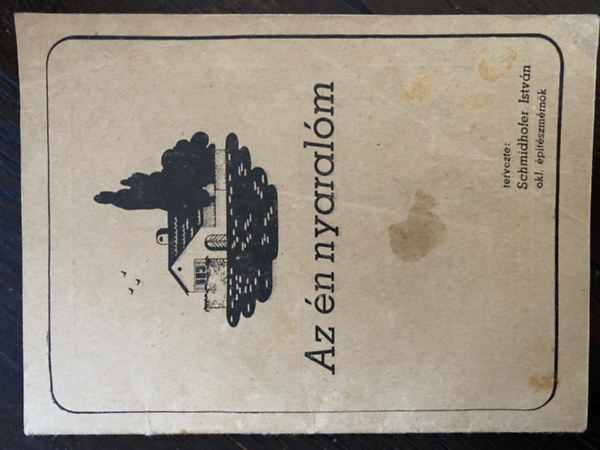 Az én nyaralóm
tervezte:
Schmidhofer István
okl. építészmérnök